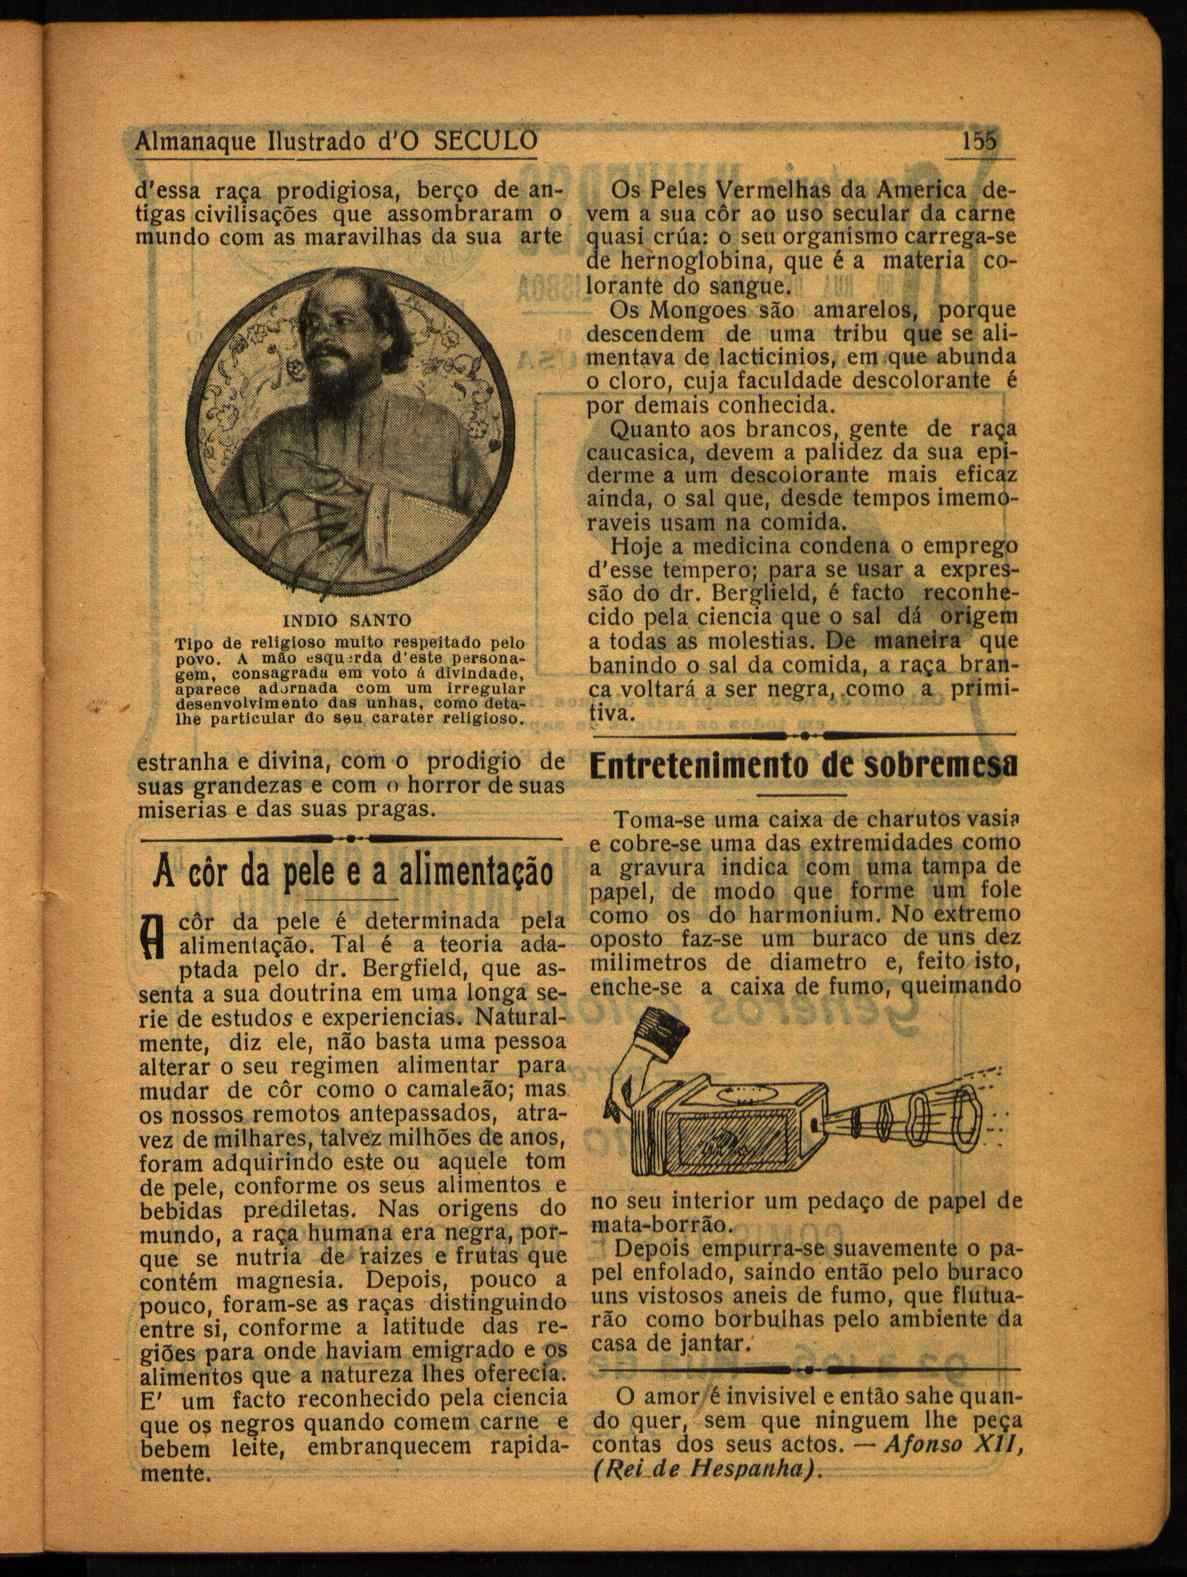 Almanaque Ilustrado d'O SECULO
155
d'essa raça prodigiosa, berço de an-
tigas civilisações que assombraram o
mundo com as maravilhas da sua arte
INDIO SANTO
Tipo de religioso muito respeitado pelo
povo. A mão esquerda d'este persona-
gem, consagrada em voto á divindade,
aparece adornada com um irregular
desenvolvimento das unhas, como deta-
lhe particular do seu carater religioso.
estranha e divina, com o prodigio de
suas grandezas e com o horror de suas
miserias e das suas pragas.
A côr da pele e a alimentação
A côr da pele é determinada pela
alimentação. Tal é a teoria ada-
ptada pelo dr. Bergfield, que as-
senta a sua doutrina em uma longa se-
rie de estudos e experiencias. Natural-
mente, diz ele, não basta uma pessoa
alterar o seu regimen alimentar para
mudar de côr como o camaleão; mas
os nossos remotos antepassados, atra-
vez de milhares, talvez milhões de anos,
foram adquirindo este ou aquele tom
de pele, conforme os seus alimentos e
bebidas prediletas. Nas origens do
mundo, a raça humana era negra, por-
que se nutria de raizes e frutas que
contém magnesia. Depois, pouco a
pouco, foram-se as raças distinguindo
entre si, conforme a latitude das re-
giões para onde haviam emigrado e os
alimentos que a natureza lhes oferecia.
E' um facto reconhecido pela ciencia
que os negros quando comem carne e
bebem leite, embranquecem rapida-
mente.
Os Peles Vermelhas da America de-
vem a sua côr ao uso secular da carne
quasi crúa: o seu organismo carrega-se
de hernoglobina, que é a materia co-
lorante do sangue.
Os Mongoes são amarelos, porque
descendem de uma tribu que se ali-
mentava de lacticinios, em que abunda
o cloro, cuja faculdade descolorante é
por demais conhecida.
Quanto aos brancos, gente de raça
caucasica, devem a palidez da sua epi-
derme a um descolorante mais eficaz
ainda, o sal que, desde tempos imemo-
raveis usam na comida.
Hoje a medicina condena o emprego
d'esse tempero; para se usar a expres-
são do dr. Berglield, é facto reconhe-
cido pela ciencia que o sal dá origem
a todas as molestias. De maneira que
banindo o sal da comida, a raça bran-
ca voltará a ser negra, como a primi-
tiva.
Entretenimento de sobremesa
Toma-se uma caixa de charutos vasia
e cobre-se uma das extremidades como
a gravura indica com uma tampa de
papel, de modo que forme um fole
como os do harmonium. No extremo
oposto faz-se um buraco de uns dez
milimetros de diametro e, feito isto,
enche-se a caixa de fumo, queimando
no seu interior um pedaço de papel de
mata-borrão.
Depois empurra-se suavemente o pa-
pel enfolado, saindo então pelo buraco
uns vistosos aneis de fumo, que flutua-
rão como borbulhas pelo ambiente da
casa de jantar.
O amor é invisivel e então sahe quan-
do quer, sem que ninguem lhe peça
contas dos seus actos. — Afonso XII,
(Rei de Hespanha).